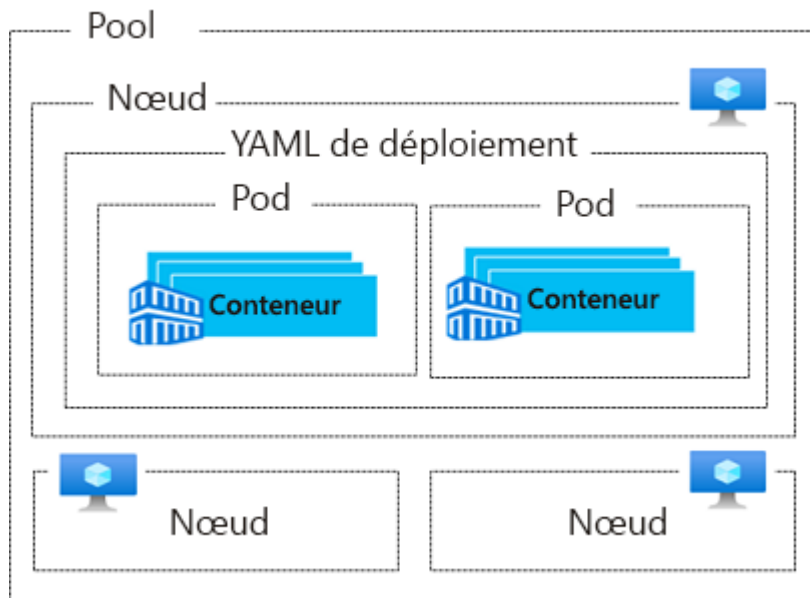 Pool
Nœud
YAML de déploiement
Pod
Pod
Conteneur
Conteneur
Nœud
Nœud